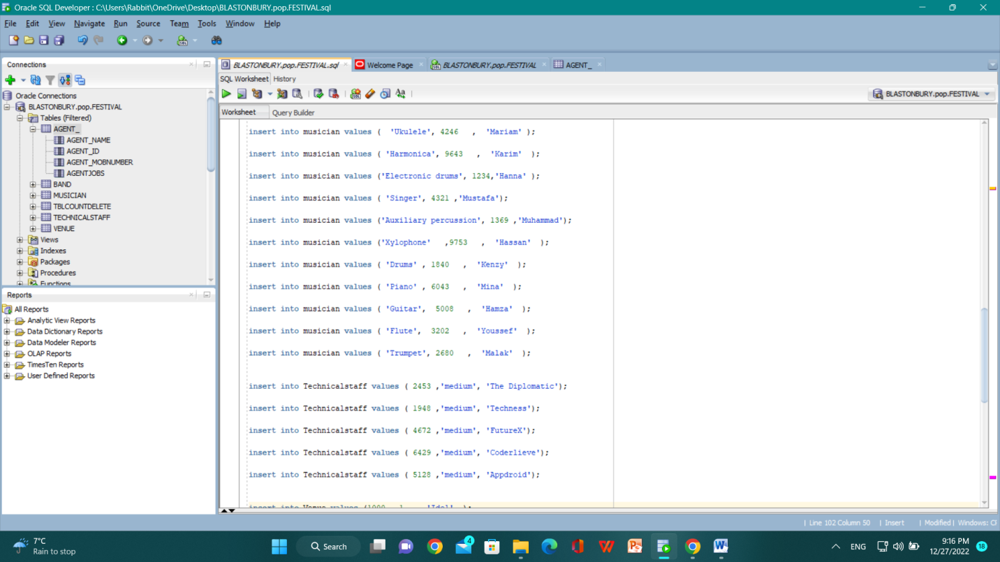 Oracle SQL Developer : C:\Users\Rabbit\OneDrive\Desktop\BLASTONBURY.pop.FESTIVAL.sql
File Edit View Navigate Run Source Team Tools Window Help
Connections
Oracle Connections
BLASTONBURY.pop.FESTIVAL
Tables (Filtered)
AGENT_
AGENT_NAME
AGENT_ID
AGENT_MOBNUMBER
AGENTJOBS
BAND
MUSICIAN
TBLCOUNTDELETE
TECHNICALSTAFF
VENUE
Views
Indexes
Packages
Procedures
Functions
Reports
All Reports
Analytic View Reports
Data Dictionary Reports
Data Modeler Reports
OLAP Reports
TimesTen Reports
User Defined Reports
BLASTONBURY.pop.FESTIVAL.sql Welcome Page BLASTONBURY.pop.FESTIVAL AGENT_
SQL Worksheet History
BLASTONBURY.pop.FESTIVAL
Worksheet Query Builder
insert into musician values ( 'Ukulele', 4246 , 'Mariam' );
insert into musician values ( 'Harmonica', 9643 , 'Karim' );
insert into musician values ('Electronic drums', 1234,'Hanna' );
insert into musician values ( 'Singer', 4321 ,'Mustafa');
insert into musician values ('Auxiliary percussion', 1369 ,'Muhammad');
insert into musician values ('Xylophone' ,9753 , 'Hassan' );
insert into musician values ( 'Drums' , 1840 , 'Kenzy' );
insert into musician values ( 'Piano' , 6043 , 'Mina' );
insert into musician values ( 'Guitar', 5008 , 'Hamza' );
insert into musician values ( 'Flute', 3202 , 'Youssef' );
insert into musician values ( 'Trumpet', 2680 , 'Malak' );
insert into Technicalstaff values ( 2453 ,'medium', 'The Diplomatic');
insert into Technicalstaff values ( 1948 ,'medium', 'Techness');
insert into Technicalstaff values ( 4672 ,'medium', 'FutureX');
insert into Technicalstaff values ( 6429 ,'medium', 'Coderlieve');
insert into Technicalstaff values ( 5128 ,'medium', 'Appdroid');
insert into Venue values (1000 , 1 , 'Idol' );
| Line 102 Column 50 | Insert | Modified | Windows: CR
7°C
Rain to stop
Search
4
ENG
9:16 PM
12/27/2022
18